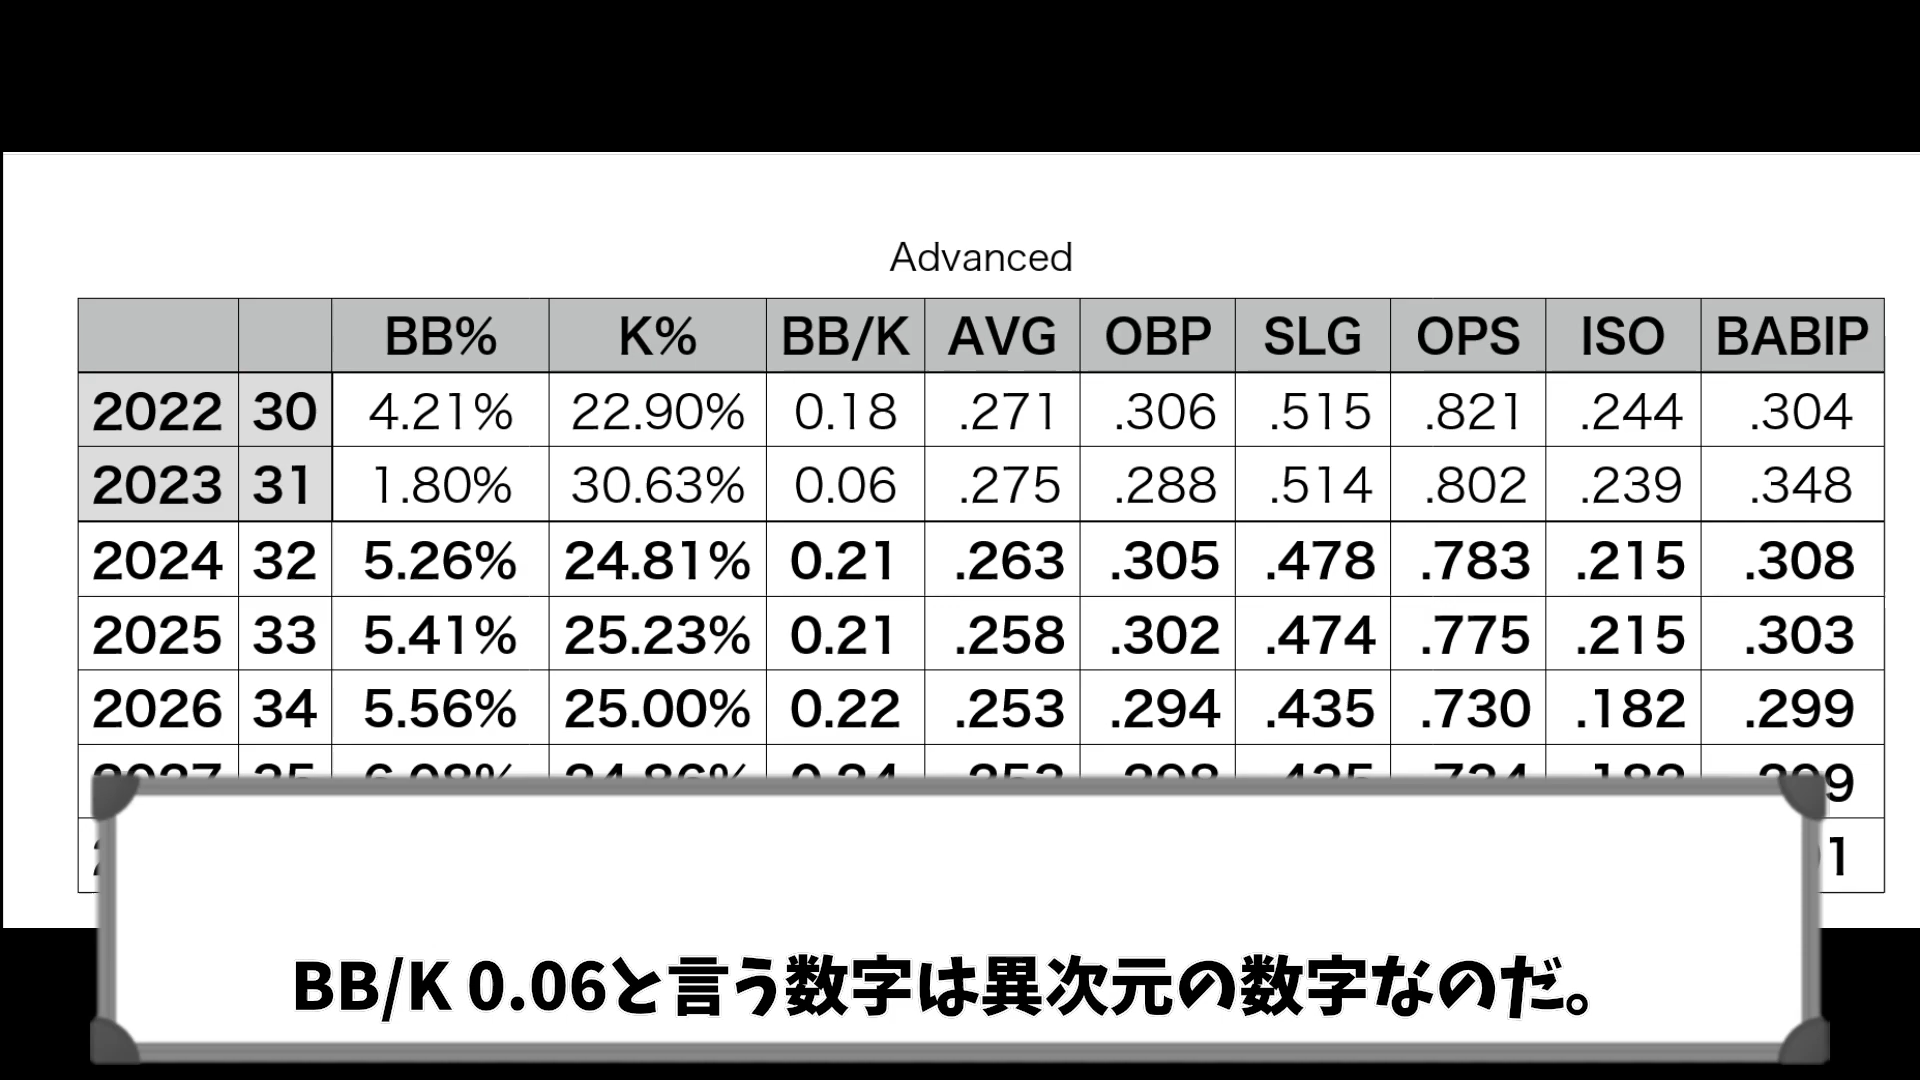 Advanced
BB% K% BB/K AVG OBP SLG OPS ISO BABIP
2022 30 4.21% 22.90% 0.18 .271 .306 .515 .821 .244 .304
2023 31 1.80% 30.63% 0.06 .275 .288 .514 .802 .239 .348
2024 32 5.26% 24.81% 0.21 .263 .305 .478 .783 .215 .308
2025 33 5.41% 25.23% 0.21 .258 .302 .474 .775 .215 .303
2026 34 5.56% 25.00% 0.22 .253 .294 .435 .730 .182 .299
BB/K 0.06と言う数字は異次元の数字なのだ。